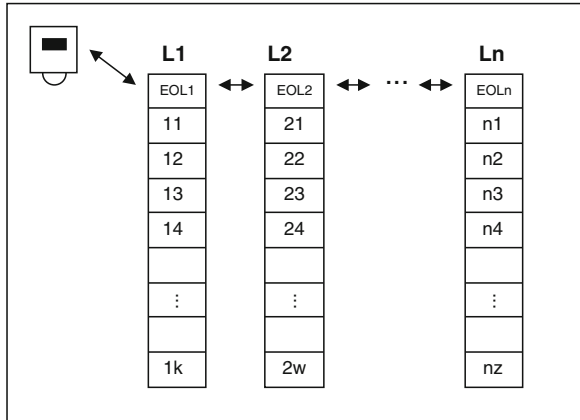 L1 L2 Ln
EOL1 EOL2 ... EOLn
11 21 n1
12 22 n2
13 23 n3
14 24 n4
⋮ ⋮ ⋮
1k 2w nz